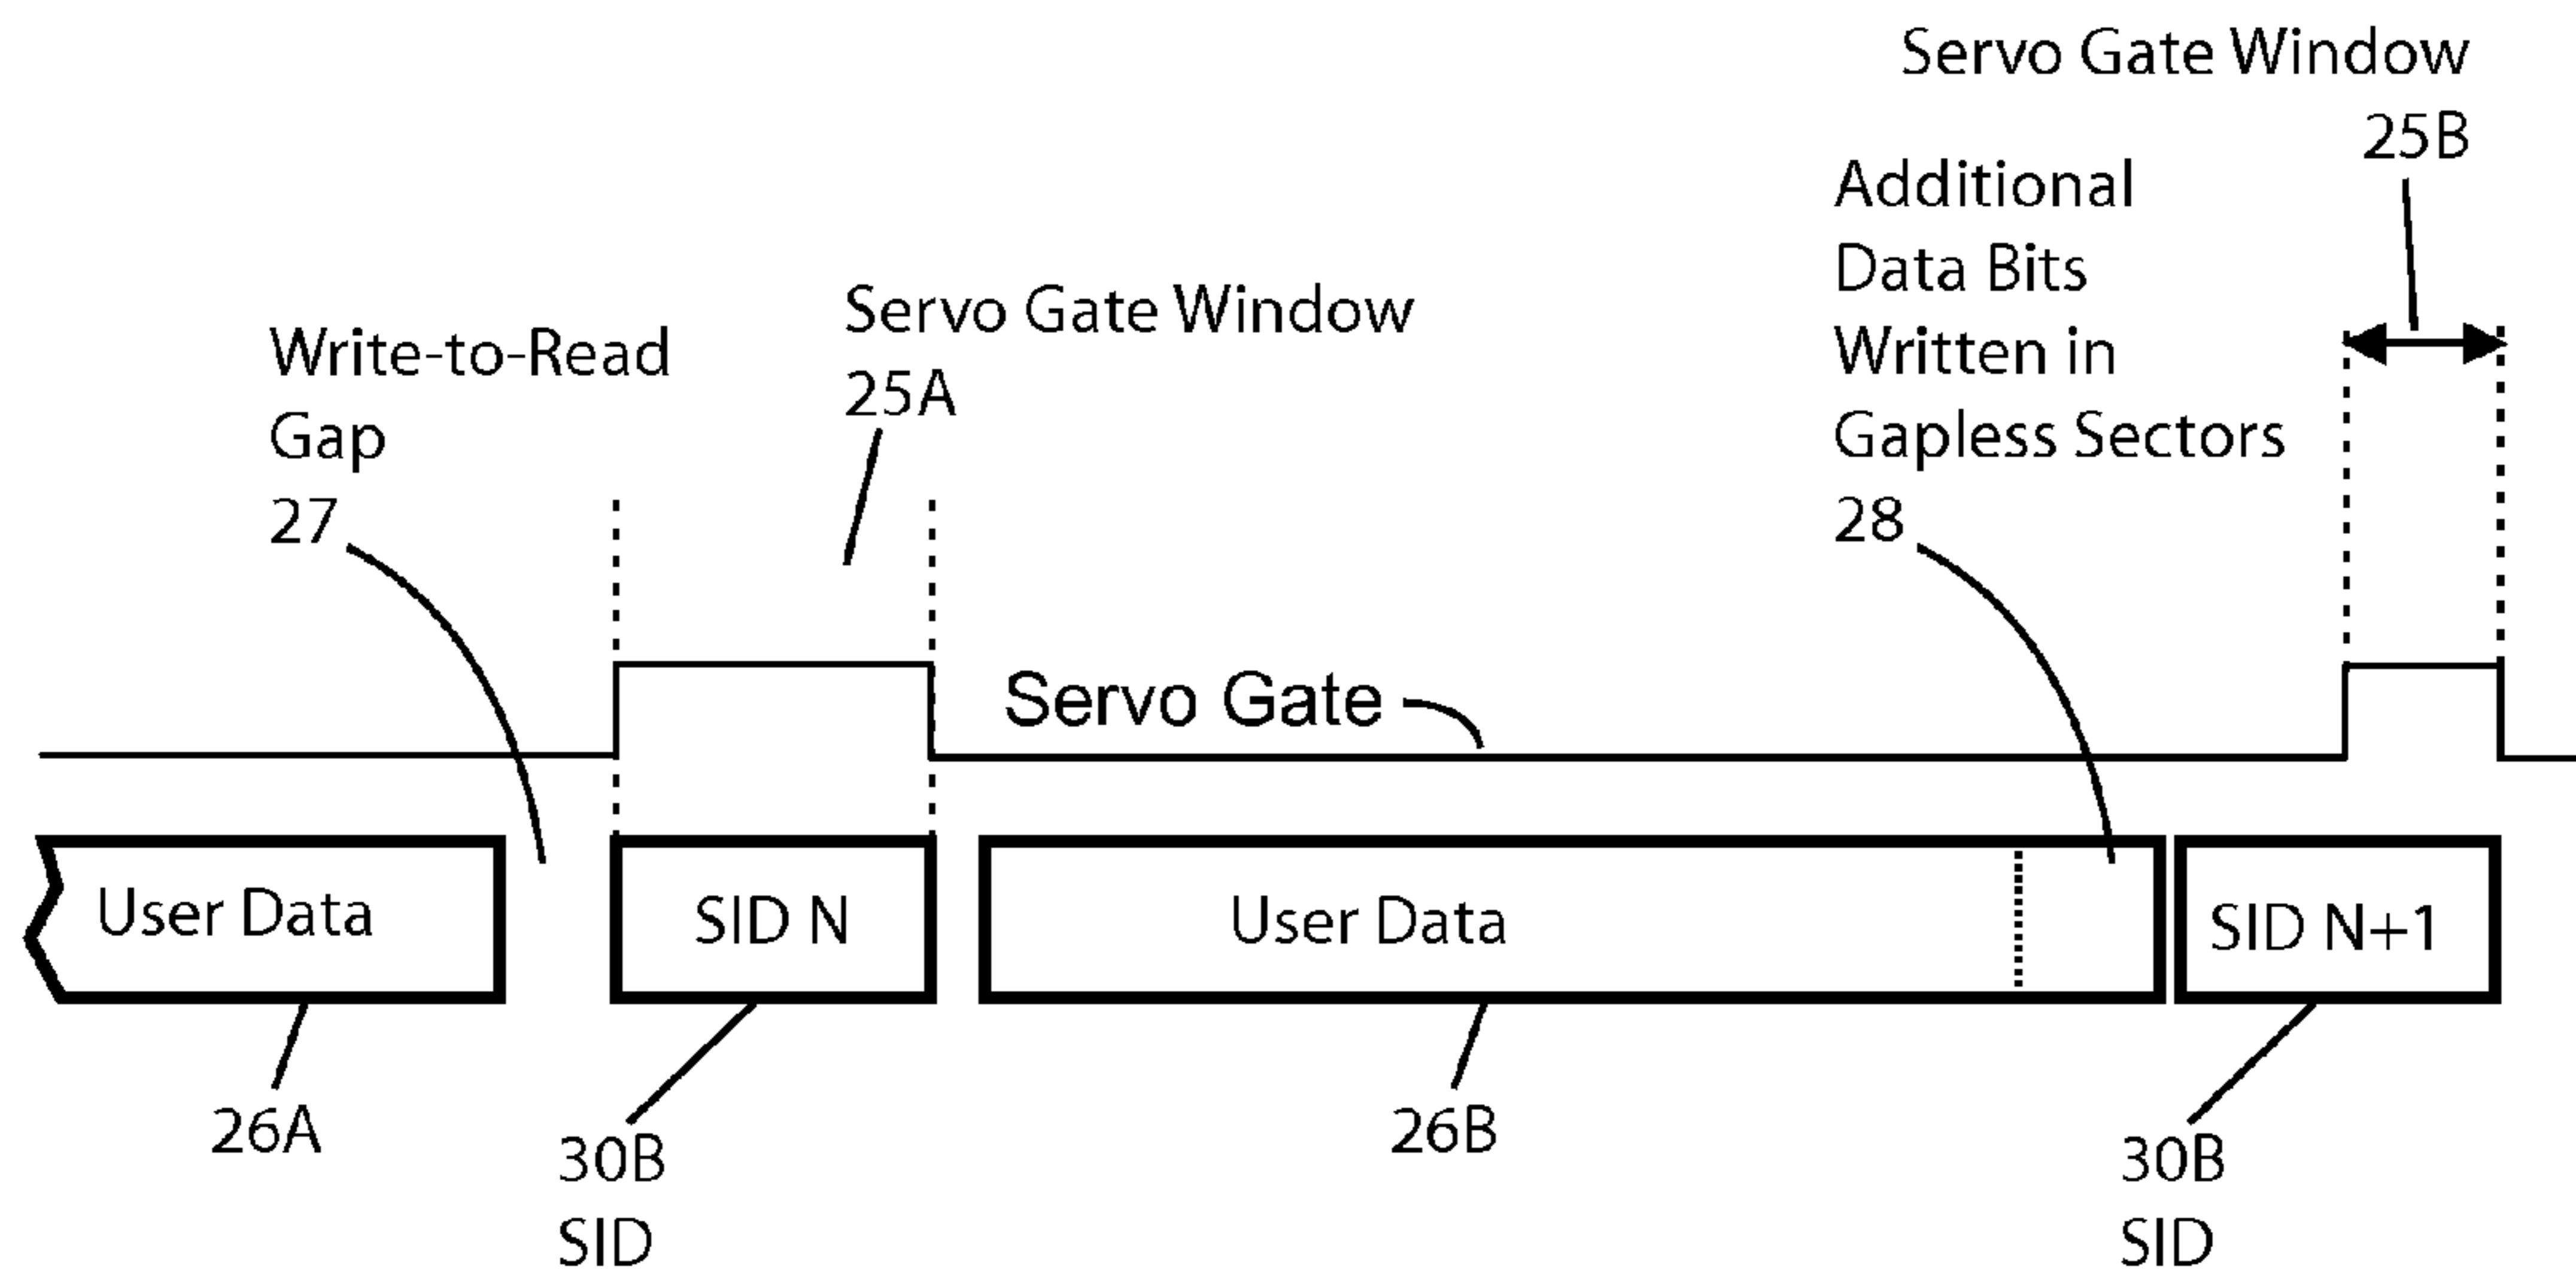 Servo Gate Window
25B
Additional
Data Bits
Written in
Gapless Sectors
28
Servo Gate Window
25A
Write-to-Read
Gap
27
Servo Gate
User Data
SID N
User Data
SID N+1
26A
30B
SID
26B
30B
SID